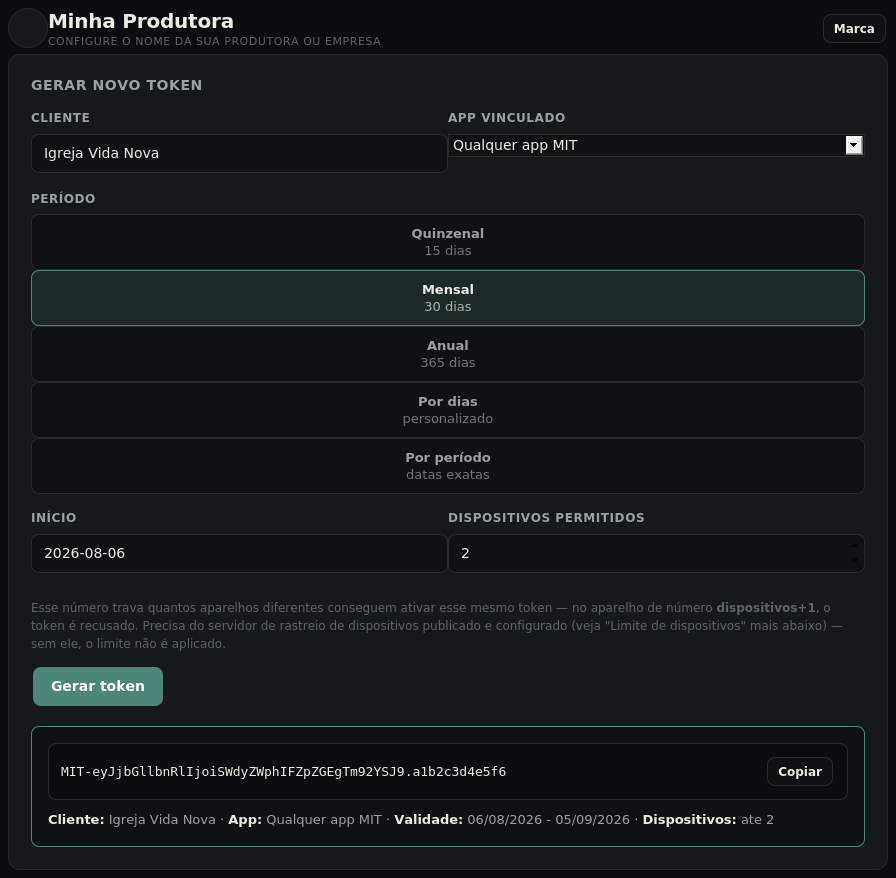 Minha Produtora
CONFIGURE O NOME DA SUA PRODUTORA OU EMPRESA
Marca
GERAR NOVO TOKEN
CLIENTE
APP VINCULADO
Igreja Vida Nova
Qualquer app MIT
PERÍODO
Quinzenal
15 dias
Mensal
30 dias
Anual
365 dias
Por dias
personalizado
Por período
datas exatas
INÍCIO
DISPOSITIVOS PERMITIDOS
2026-08-06
2
Esse número trava quantos aparelhos diferentes conseguem ativar esse mesmo token — no aparelho de número dispositivos+1, o
token é recusado. Precisa do servidor de rastreio de dispositivos publicado e configurado (veja "Limite de dispositivos" mais abaixo) —
sem ele, o limite não é aplicado.
Gerar token
MIT-eyJjbGllbnRlIjoiSWdyZWphIFZpZGEgTm92YSJ9.a1b2c3d4e5f6
Copiar
Cliente: Igreja Vida Nova · App: Qualquer app MIT · Validade: 06/08/2026 - 05/09/2026 · Dispositivos: ate 2